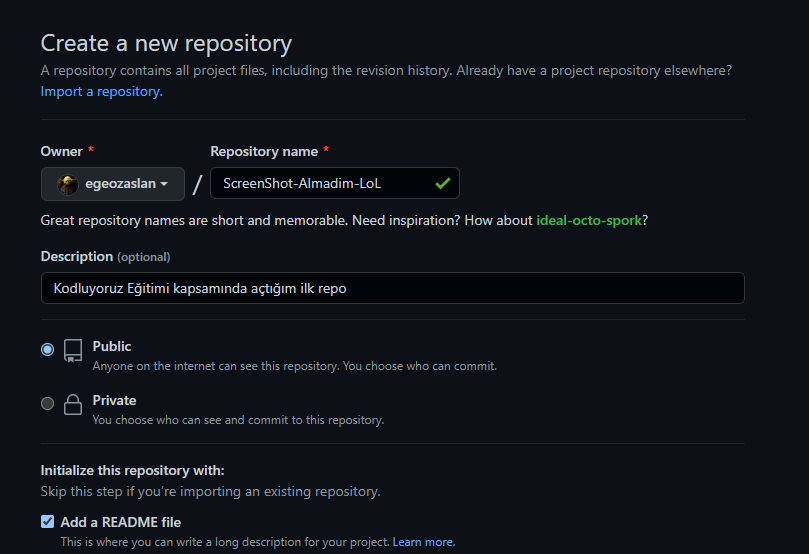 Create a new repository
A repository contains all project files, including the revision history. Already have a project repository elsewhere?
Import a repository.
Owner *
Repository name *
egeozaslan
/
ScreenShot-Almadim-LoL
Great repository names are short and memorable. Need inspiration? How about ideal-octo-spork?
Description (optional)
Kodluyoruz Eğitimi kapsamında açtığım ilk repo
Public
Anyone on the internet can see this repository. You choose who can commit.
Private
You choose who can see and commit to this repository.
Initialize this repository with:
Skip this step if you're importing an existing repository.
Add a README file
This is where you can write a long description for your project. Learn more.